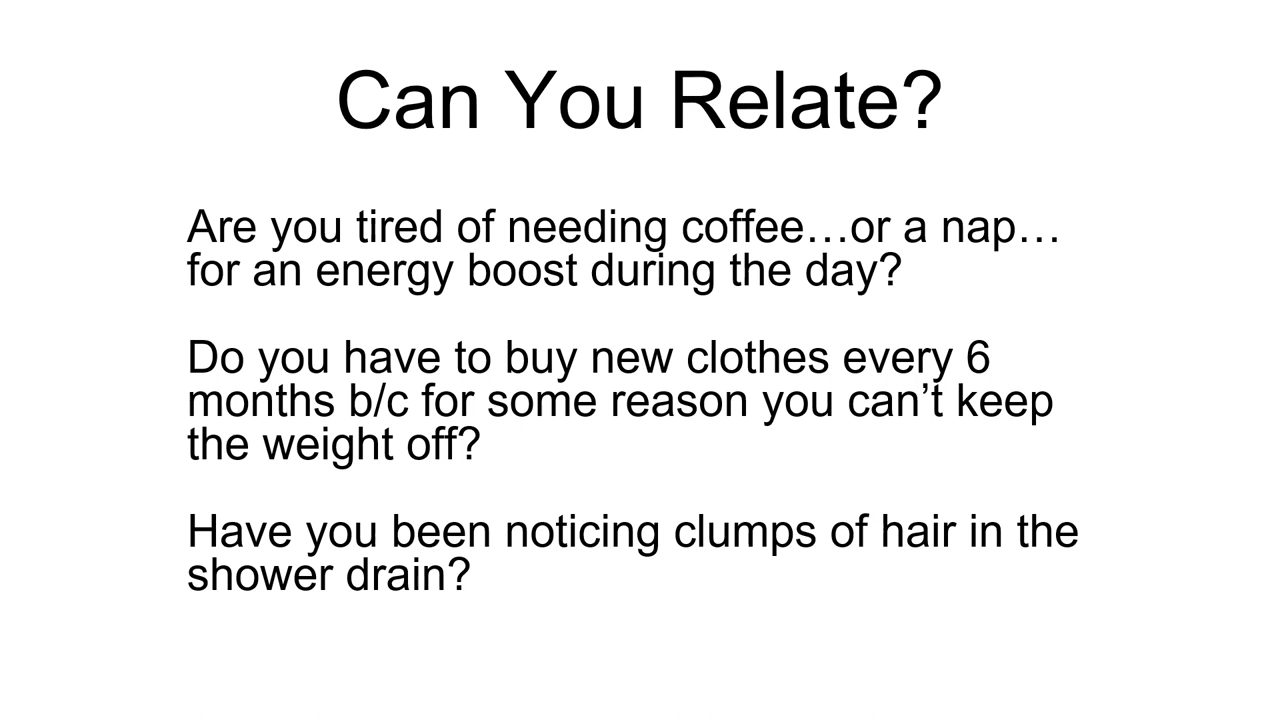 Can You Relate?
Are you tired of needing coffee…or a nap…
for an energy boost during the day?
Do you have to buy new clothes every 6
months b/c for some reason you can’t keep
the weight off?
Have you been noticing clumps of hair in the
shower drain?